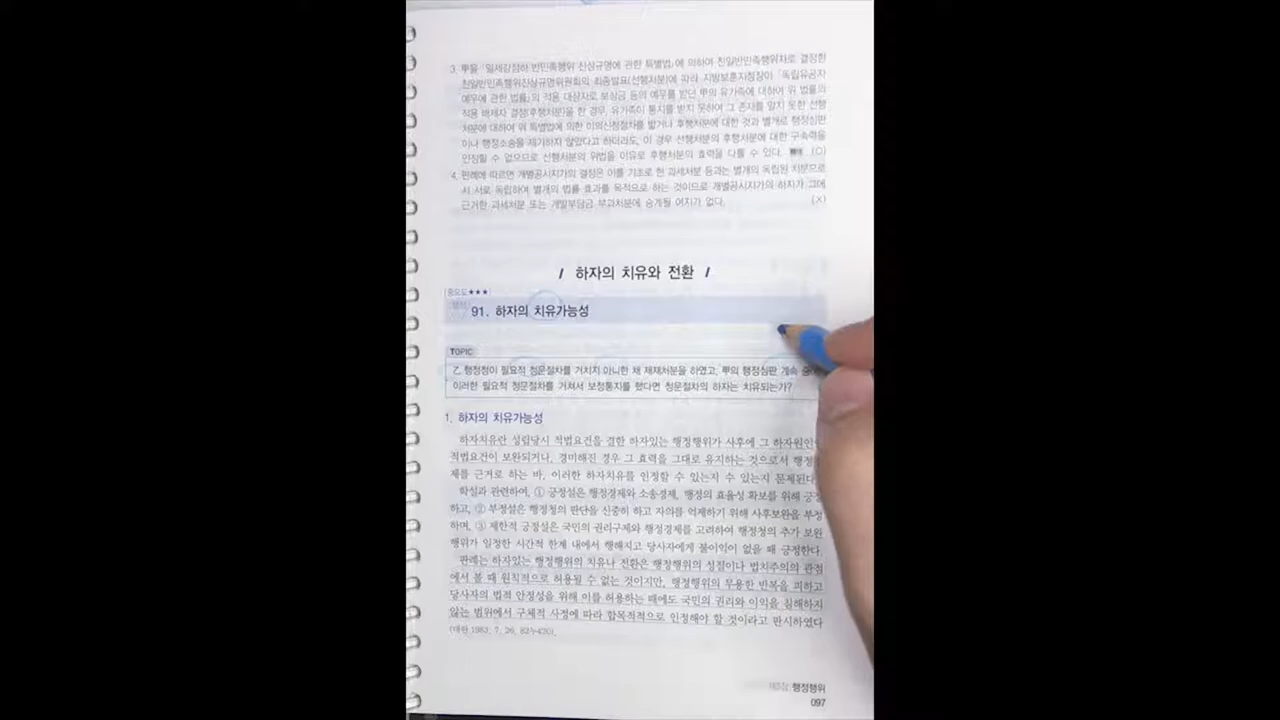 3. 甲을 「일제강점하 반민족행위 진상규명에 관한 특별법」에 의하여 친일반민족행위자로 결정한
친일반민족행위진상규명위원회의 최종발표(선행처분)에 따라 지방보훈지청장이 「독립유공자
예우에 관한 법률」의 적용 대상자로 보상금 등의 예우를 받던 甲의 유가족에 대하여 위 법률의
적용 배제자 결정(후행처분)을 한 경우, 유가족이 통지를 받지 못하여 그 존재를 알지 못한 선행
처분에 대하여 위 특별법에 의한 이의신청절차를 밟거나 후행처분에 대한 것과 별개로 행정심판
이나 행정소송을 제기하지 않았다고 하더라도, 이 경우 선행처분의 후행처분에 대한 구속력을
인정할 수 없으므로 선행처분의 위법을 이유로 후행처분의 효력을 다툴 수 있다. (O)
4. 판례에 따르면 개별공시지가의 결정은 이를 기초로 한 과세처분 등과는 별개의 독립된 처분으로
서 서로 독립하여 별개의 법률 효과를 목적으로 하는 것이므로 개별공시지가의 하자가 그에
근거한 과세처분 또는 개발부담금 부과처분에 승계될 여지가 없다. (X)
/ 하자의 치유와 전환 /
중요도 ★★★
91. 하자의 치유가능성
TOPIC
乙 행정청이 필요적 청문절차를 거치지 아니한 채 제재처분을 하였고, 甲의 행정심판 계속 중
이러한 필요적 청문절차를 거쳐서 보정통지를 했다면 청문절차의 하자는 치유되는가?
1. 하자의 치유가능성
하자치유란 성립당시 적법요건을 결한 하자있는 행정행위가 사후에 그 하자원인
적법요건이 보완되거나, 경미해진 경우 그 효력을 그대로 유지하는 것으로서 행정
제를 근거로 하는 바, 이러한 하자치유를 인정할 수 있는지 수 있는지 문제된다.
학설과 관련하여, ① 긍정설은 행정경제와 소송경제, 행정의 효율성 확보를 위해 긍정
하고, ② 부정설은 행정청의 판단을 신중히 하고 자의를 억제하기 위해 사후보완을 부정
하며, ③ 제한적 긍정설은 국민의 권리구제와 행정경제를 고려하여 행정청의 추가 보완
행위가 일정한 시간적 한계 내에서 행해지고 당사자에게 불이익이 없을 때 긍정한다.
판례는 하자있는 행정행위의 치유나 전환은 행정행위의 성질이나 법치주의의 관점
에서 볼 때 원칙적으로 허용될 수 없는 것이지만, 행정행위의 무용한 반복을 피하고
당사자의 법적 안정성을 위해 이를 허용하는 때에도 국민의 권리와 이익을 침해하지
않는 범위에서 구체적 사정에 따라 합목적적으로 인정해야 할 것이라고 판시하였다
(대판 1983. 7. 26, 82누420).
행정행위
097